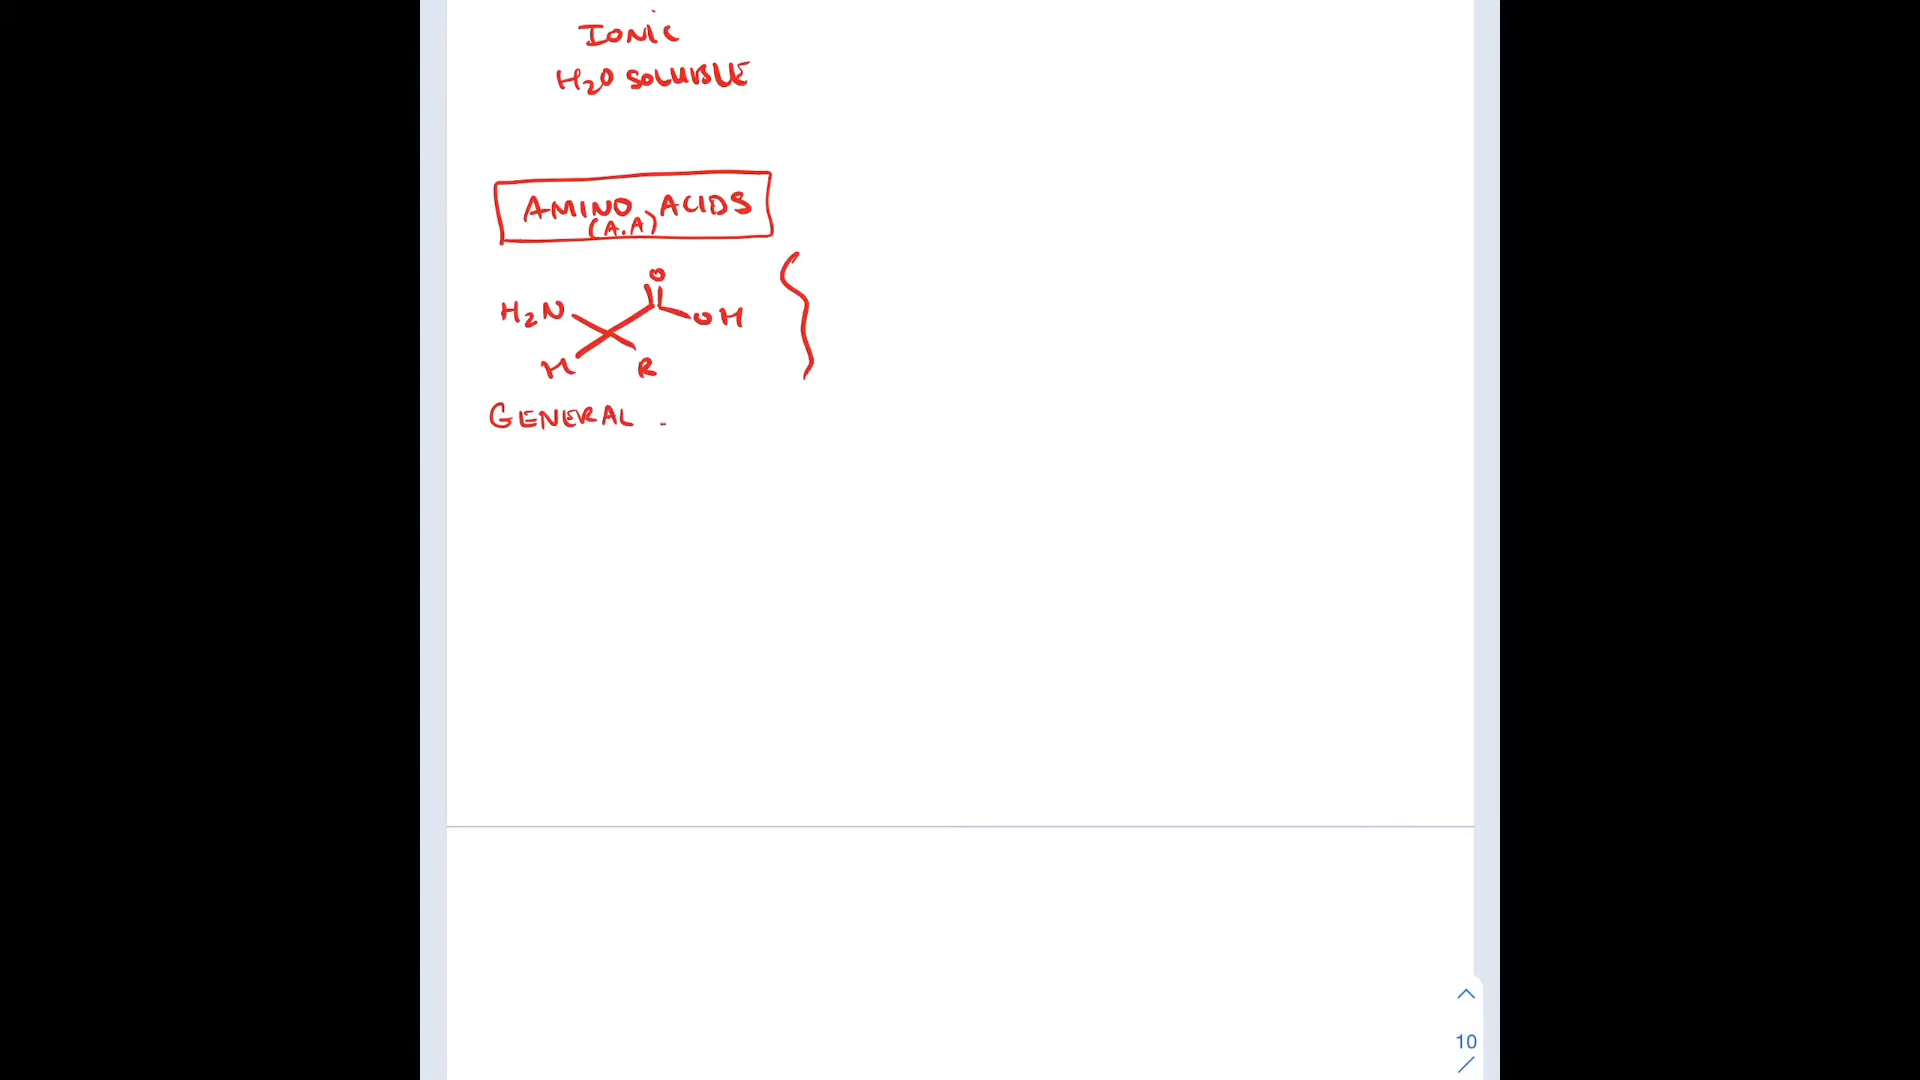 IONIC
H2O SOLUBLE
AMINO ACIDS
(A.A)
O
H2N
OH
H
R
GENERAL
10